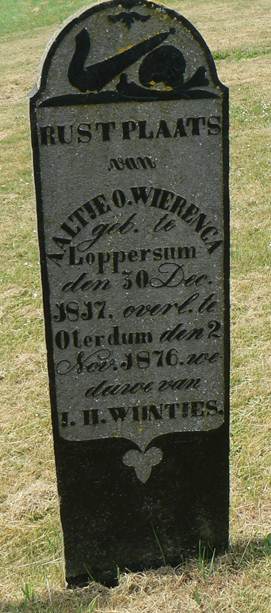 RUSTPLAATS
van
AALTJE O. WIERENGA
geb. te
Loppersum
den 30 Dec.
1817, overl. te
Oterdum den 2
Nov. 1876. we
duwe van
I. H. WIJNTJES.